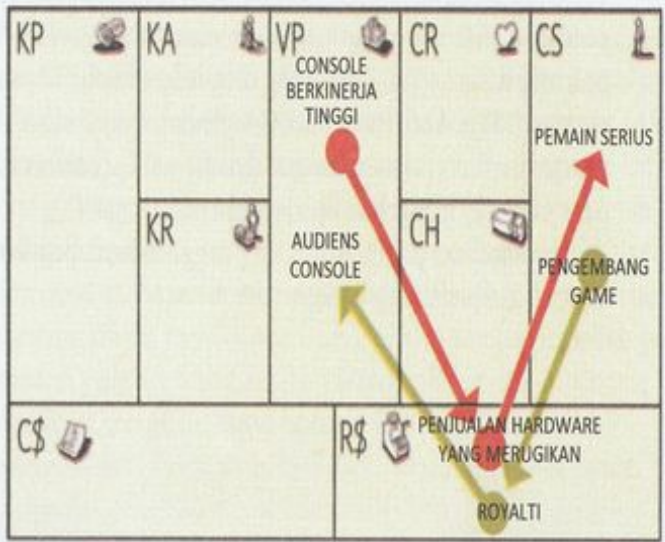 KP
KA
VP
CR
CS
CONSOLE
BERKINERJA
TINGGI
PEMAIN SERIUS
KR
AUDIENS
CONSOLE
CH
PENGEMBANG
GAME
C$
R$
PENJUALAN HARDWARE
YANG MERUGIKAN
ROYALTI